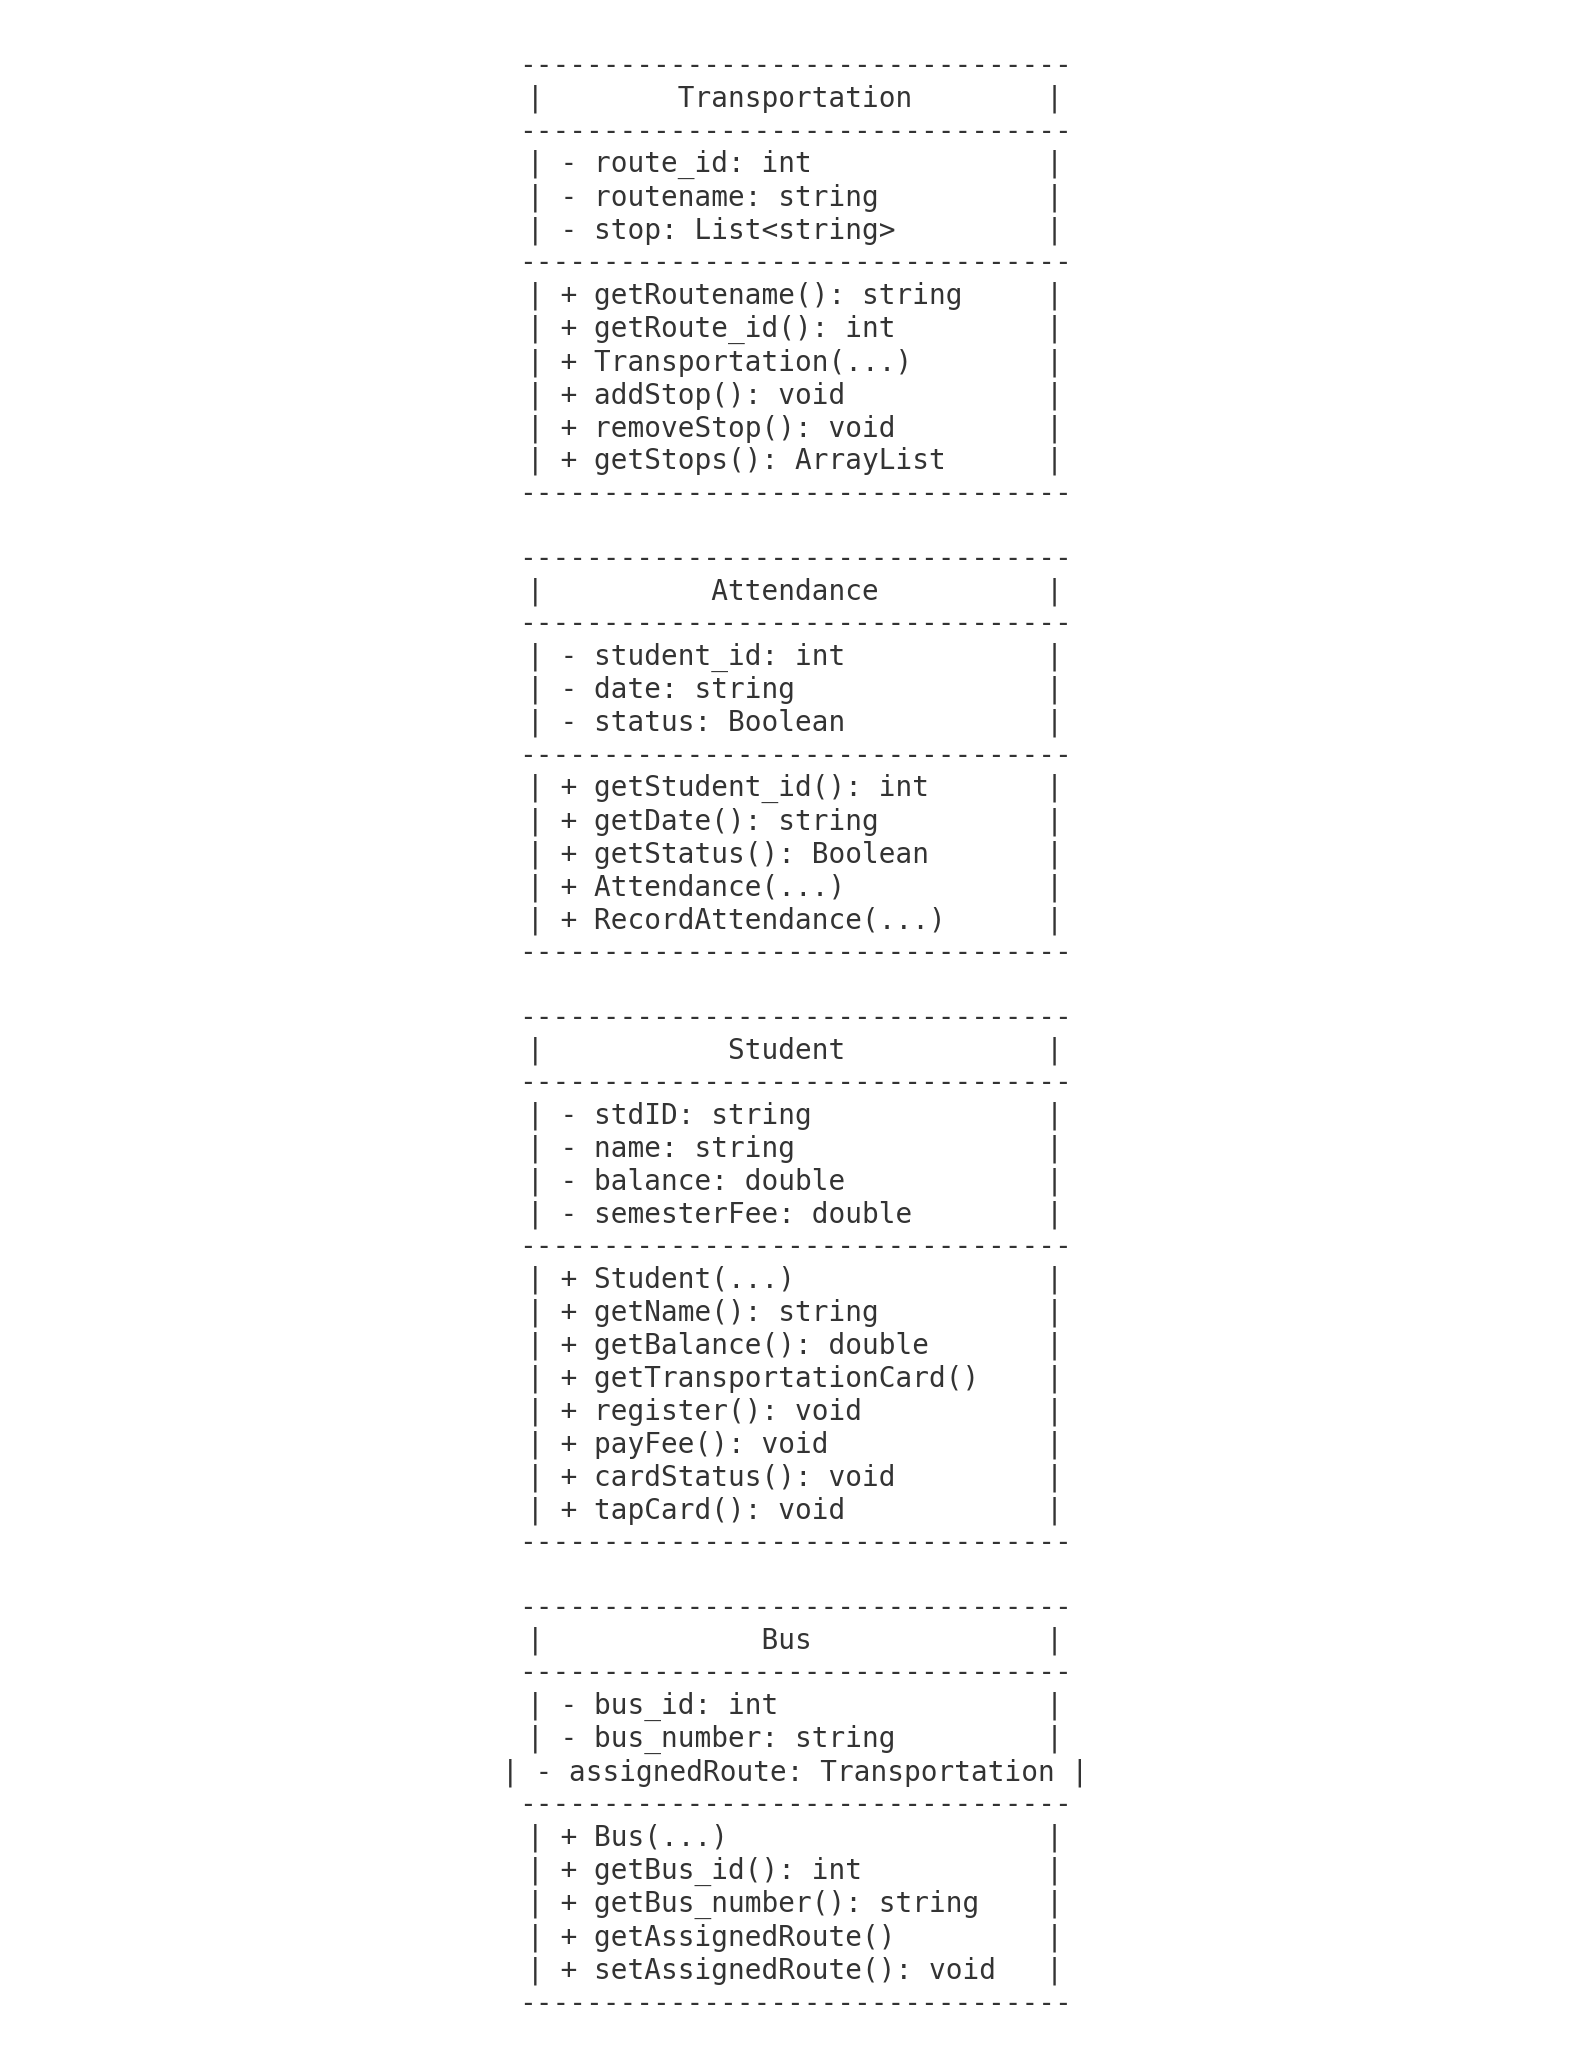 ---------------------------------
|        Transportation        |
---------------------------------
| - route_id: int              |
| - routename: string          |
| - stop: List<string>         |
---------------------------------
| + getRoutename(): string     |
| + getRoute_id(): int         |
| + Transportation(...)        |
| + addStop(): void            |
| + removeStop(): void         |
| + getStops(): ArrayList      |
---------------------------------

---------------------------------
|          Attendance          |
---------------------------------
| - student_id: int            |
| - date: string               |
| - status: Boolean            |
---------------------------------
| + getStudent_id(): int       |
| + getDate(): string          |
| + getStatus(): Boolean       |
| + Attendance(...)            |
| + RecordAttendance(...)      |
---------------------------------

---------------------------------
|           Student            |
---------------------------------
| - stdID: string              |
| - name: string               |
| - balance: double            |
| - semesterFee: double        |
---------------------------------
| + Student(...)               |
| + getName(): string          |
| + getBalance(): double       |
| + getTransportationCard()    |
| + register(): void           |
| + payFee(): void             |
| + cardStatus(): void         |
| + tapCard(): void            |
---------------------------------

---------------------------------
|             Bus              |
---------------------------------
| - bus_id: int                |
| - bus_number: string         |
| - assignedRoute: Transportation |
---------------------------------
| + Bus(...)                   |
| + getBus_id(): int           |
| + getBus_number(): string    |
| + getAssignedRoute()         |
| + setAssignedRoute(): void   |
---------------------------------